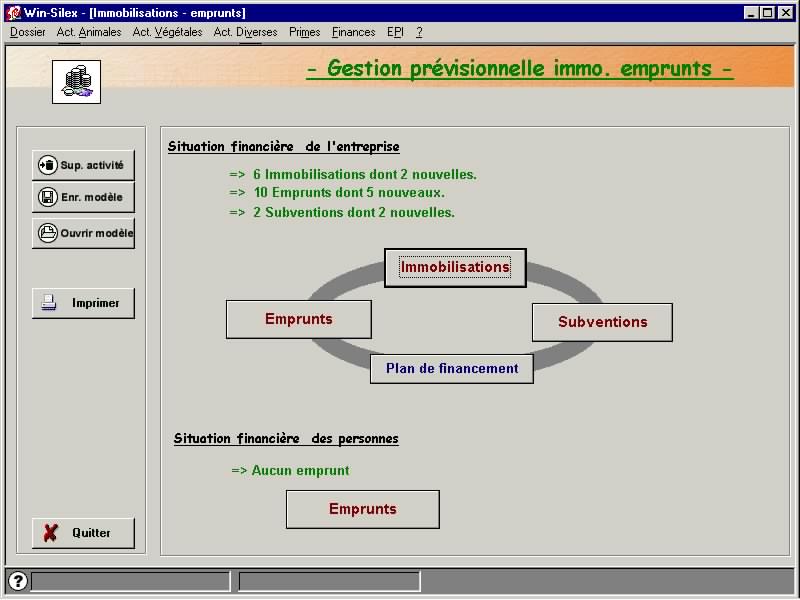 Win-Silex - [Immobilisations - emprunts]
Dossier Act. Animales Act. Végétales Act. Diverses Primes Finances EPI ?
- Gestion prévisionnelle immo. emprunts -
Sup. activité
Enr. modèle
Ouvrir modèle
Imprimer
Quitter
Situation financière de l'entreprise
=> 6 Immobilisations dont 2 nouvelles.
=> 10 Emprunts dont 5 nouveaux.
=> 2 Subventions dont 2 nouvelles.
Immobilisations
Emprunts
Subventions
Plan de financement
Situation financière des personnes
=> Aucun emprunt
Emprunts
?